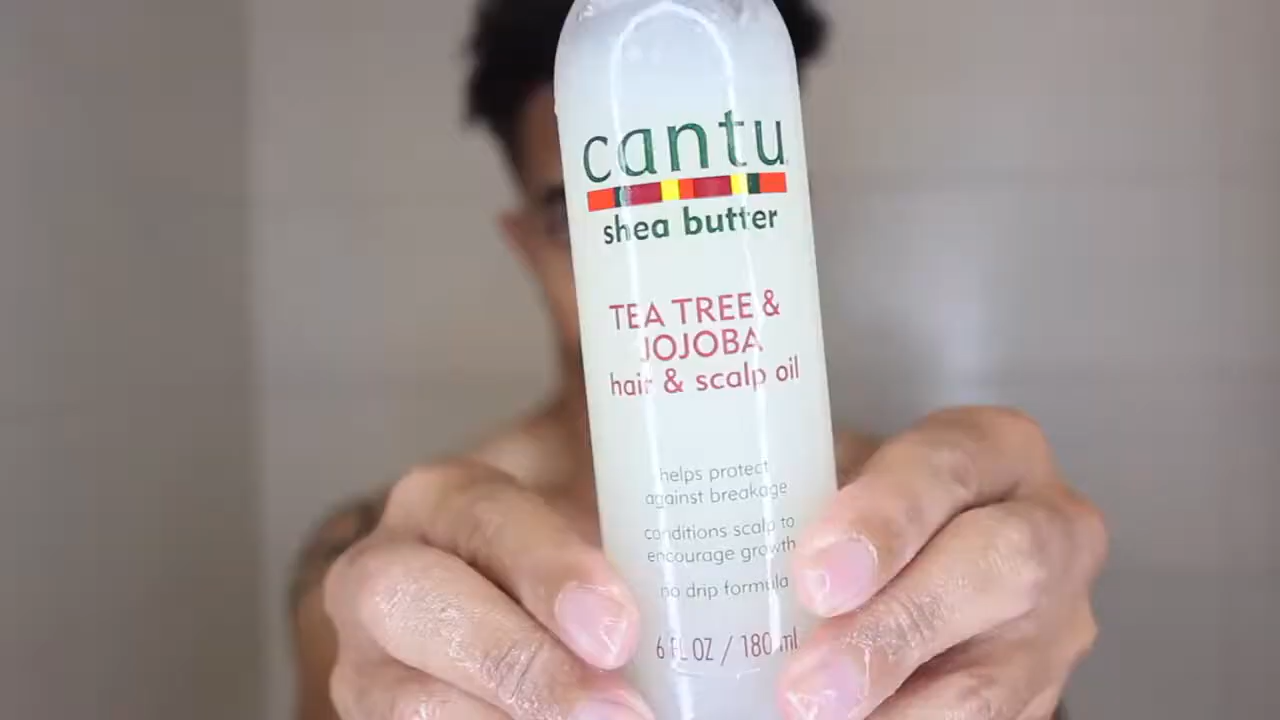 cantu
shea butter
TEA TREE &
JOJOBA
hair & scalp oil
helps protect
against breakage
conditions scalp to
encourage growth
no drip formula
6 FL OZ / 180 ml